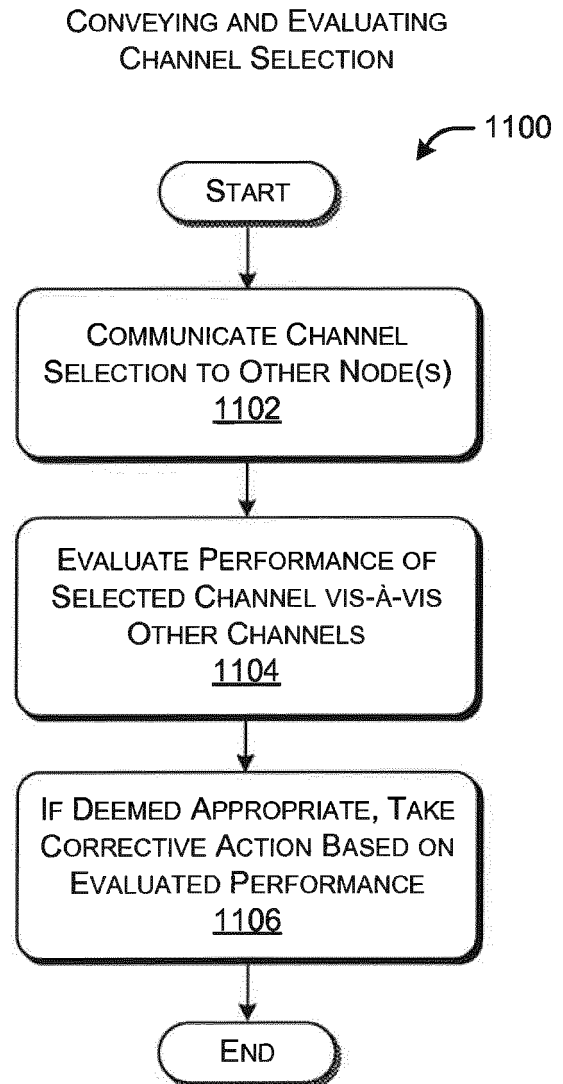 CONVEYING AND EVALUATING
CHANNEL SELECTION
1100
START
COMMUNICATE CHANNEL
SELECTION TO OTHER NODE(S)
1102
EVALUATE PERFORMANCE OF
SELECTED CHANNEL VIS-À-VIS
OTHER CHANNELS
1104
IF DEEMED APPROPRIATE, TAKE
CORRECTIVE ACTION BASED ON
EVALUATED PERFORMANCE
1106
END